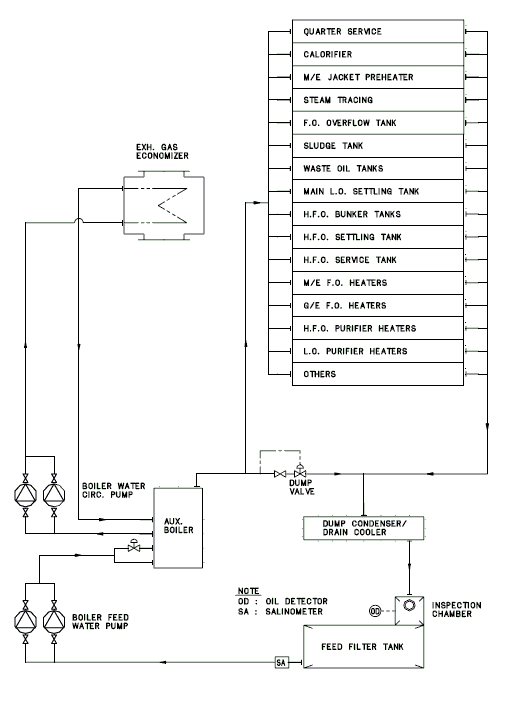 QUARTER SERVICE
CALORIFIER
M/E JACKET PREHEATER
STEAM TRACING
F.O. OVERFLOW TANK
SLUDGE TANK
WASTE OIL TANKS
MAIN L.O. SETTLING TANK
H.F.O. BUNKER TANKS
H.F.O. SETTLING TANK
H.F.O. SERVICE TANK
M/E F.O. HEATERS
G/E F.O. HEATERS
H.F.O. PURIFIER HEATERS
L.O. PURIFIER HEATERS
OTHERS
EXH. GAS
ECONOMIZER
BOILER WATER
CIRC. PUMP
AUX.
BOILER
DUMP
VALVE
DUMP CONDENSER/
DRAIN COOLER
NOTE
OD : OIL DETECTOR
SA : SALINOMETER
OD
INSPECTION
CHAMBER
BOILER FEED
WATER PUMP
FEED FILTER TANK
SA